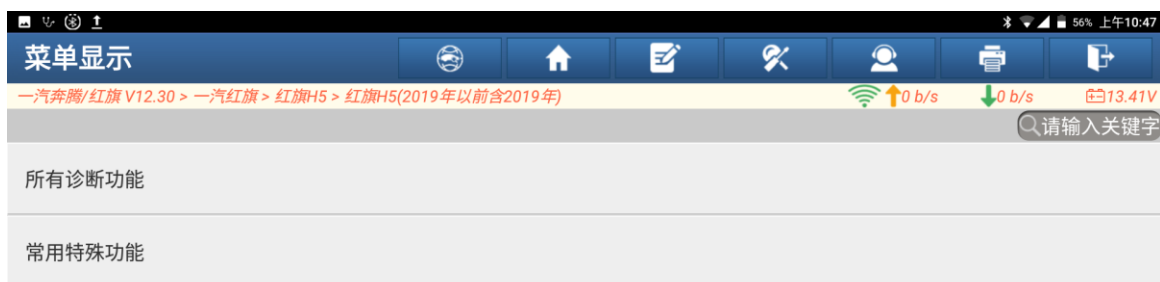 56% 上午10:47
菜单显示
一汽奔腾/红旗 V12.30 > 一汽红旗 > 红旗H5 > 红旗H5(2019年以前含2019年) 0 b/s 0 b/s 13.41V
请输入关键字
所有诊断功能
常用特殊功能